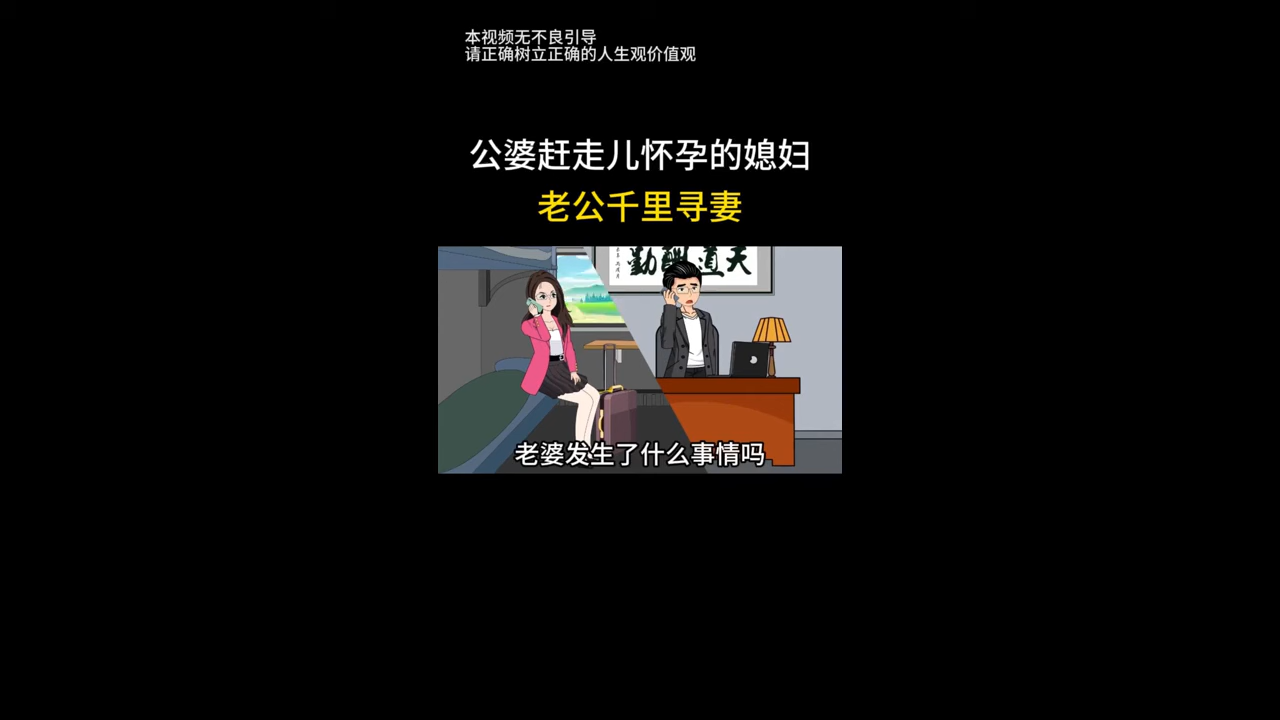 本视频无不良引导
请正确树立正确的人生观价值观
公婆赶走儿怀孕的媳妇
老公千里寻妻
勤酬道天
老婆发生了什么事情吗